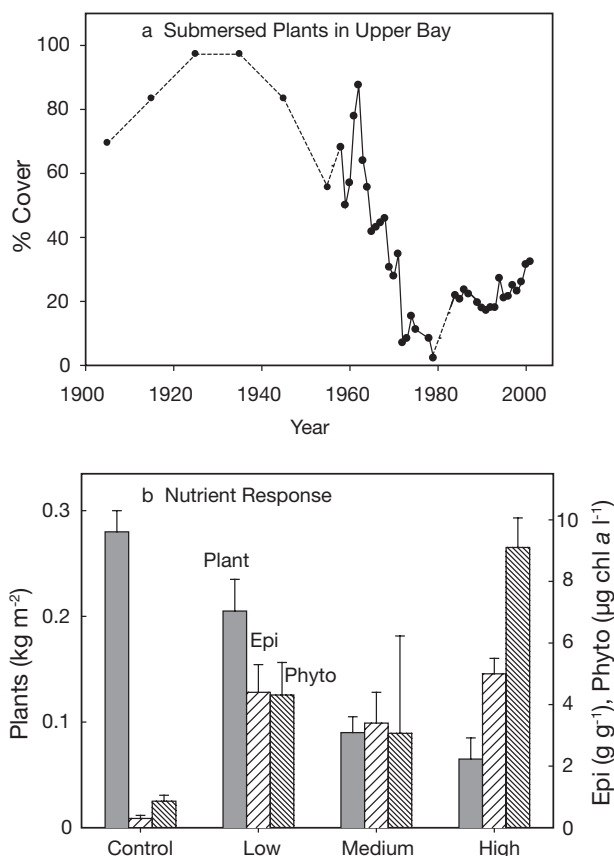 a Submersed Plants in Upper Bay
% Cover
100
80
60
40
20
0
1900 1920 1940 1960 1980 2000
Year
b Nutrient Response
Plants (kg m-2)
0.3
0.2
0.1
0
Plant
Epi
Phyto
10
8
6
4
2
0
Epi (g g-1), Phyto (µg chl a l-1)
Control Low Medium High